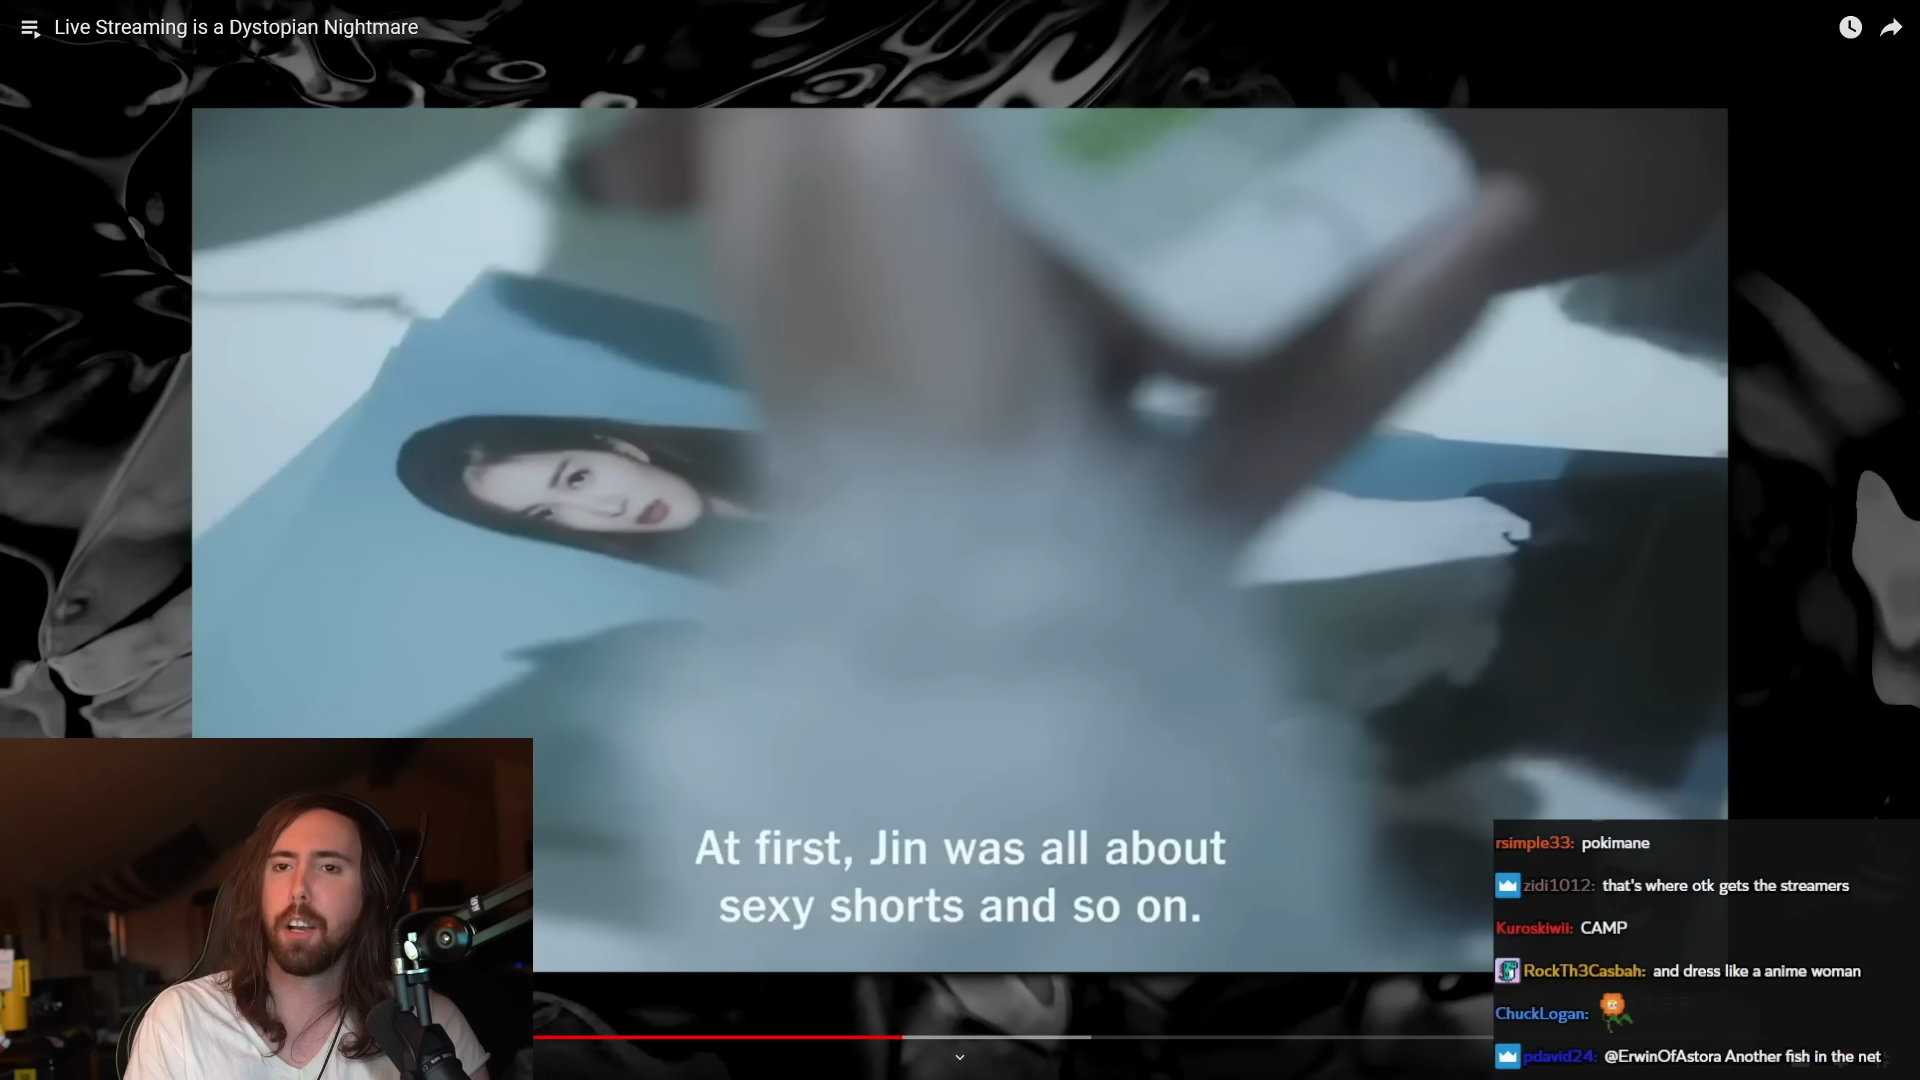 Live Streaming is a Dystopian Nightmare
At first, Jin was all about
sexy shorts and so on.
rsimple33: pokimane
zidi1012: that's where otk gets the streamers
Kuroskiwii: CAMP
RockTh3Casbah: and dress like a anime woman
ChuckLogan:
pdavid24: @ErwinOfAstora Another fish in the net